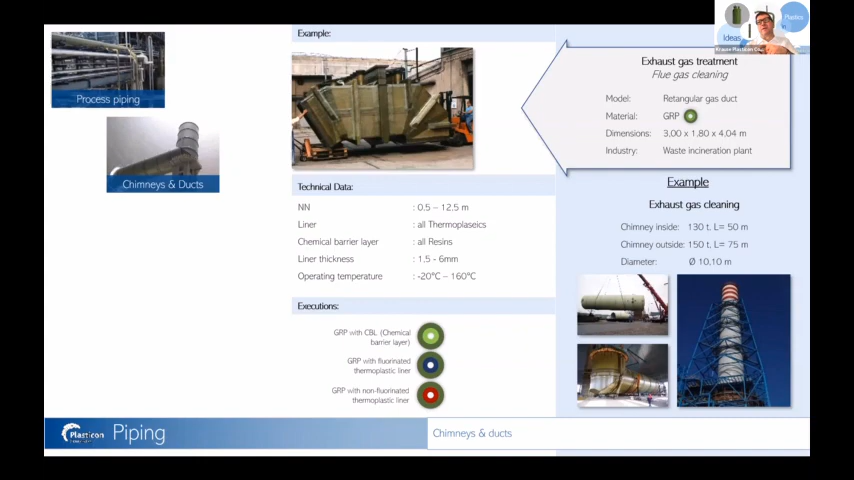 Process piping
Chimneys & Ducts
Example:
Technical Data:
NN : 0,5 – 12,5 m
Liner : all Thermoplaseics
Chemical barrier layer : all Resins
Liner thickness : 1,5 - 6mm
Operating temperature : -20°C – 160°C
Executions:
GRP with CBL (Chemical
barrier layer)
GRP with fluorinated
thermoplastic liner
GRP with non-fluorinated
thermoplastic liner
Ideas
Plastics
Exhaust gas treatment
Flue gas cleaning
Model: Retangular gas duct
Material: GRP
Dimensions: 3,00 x 1,80 x 4,04 m
Industry: Waste incineration plant
Example
Exhaust gas cleaning
Chimney inside: 130 t, L= 50 m
Chimney outside: 150 t, L= 75 m
Diameter: Ø 10,10 m
Plasticon
Piping
Chimneys & ducts